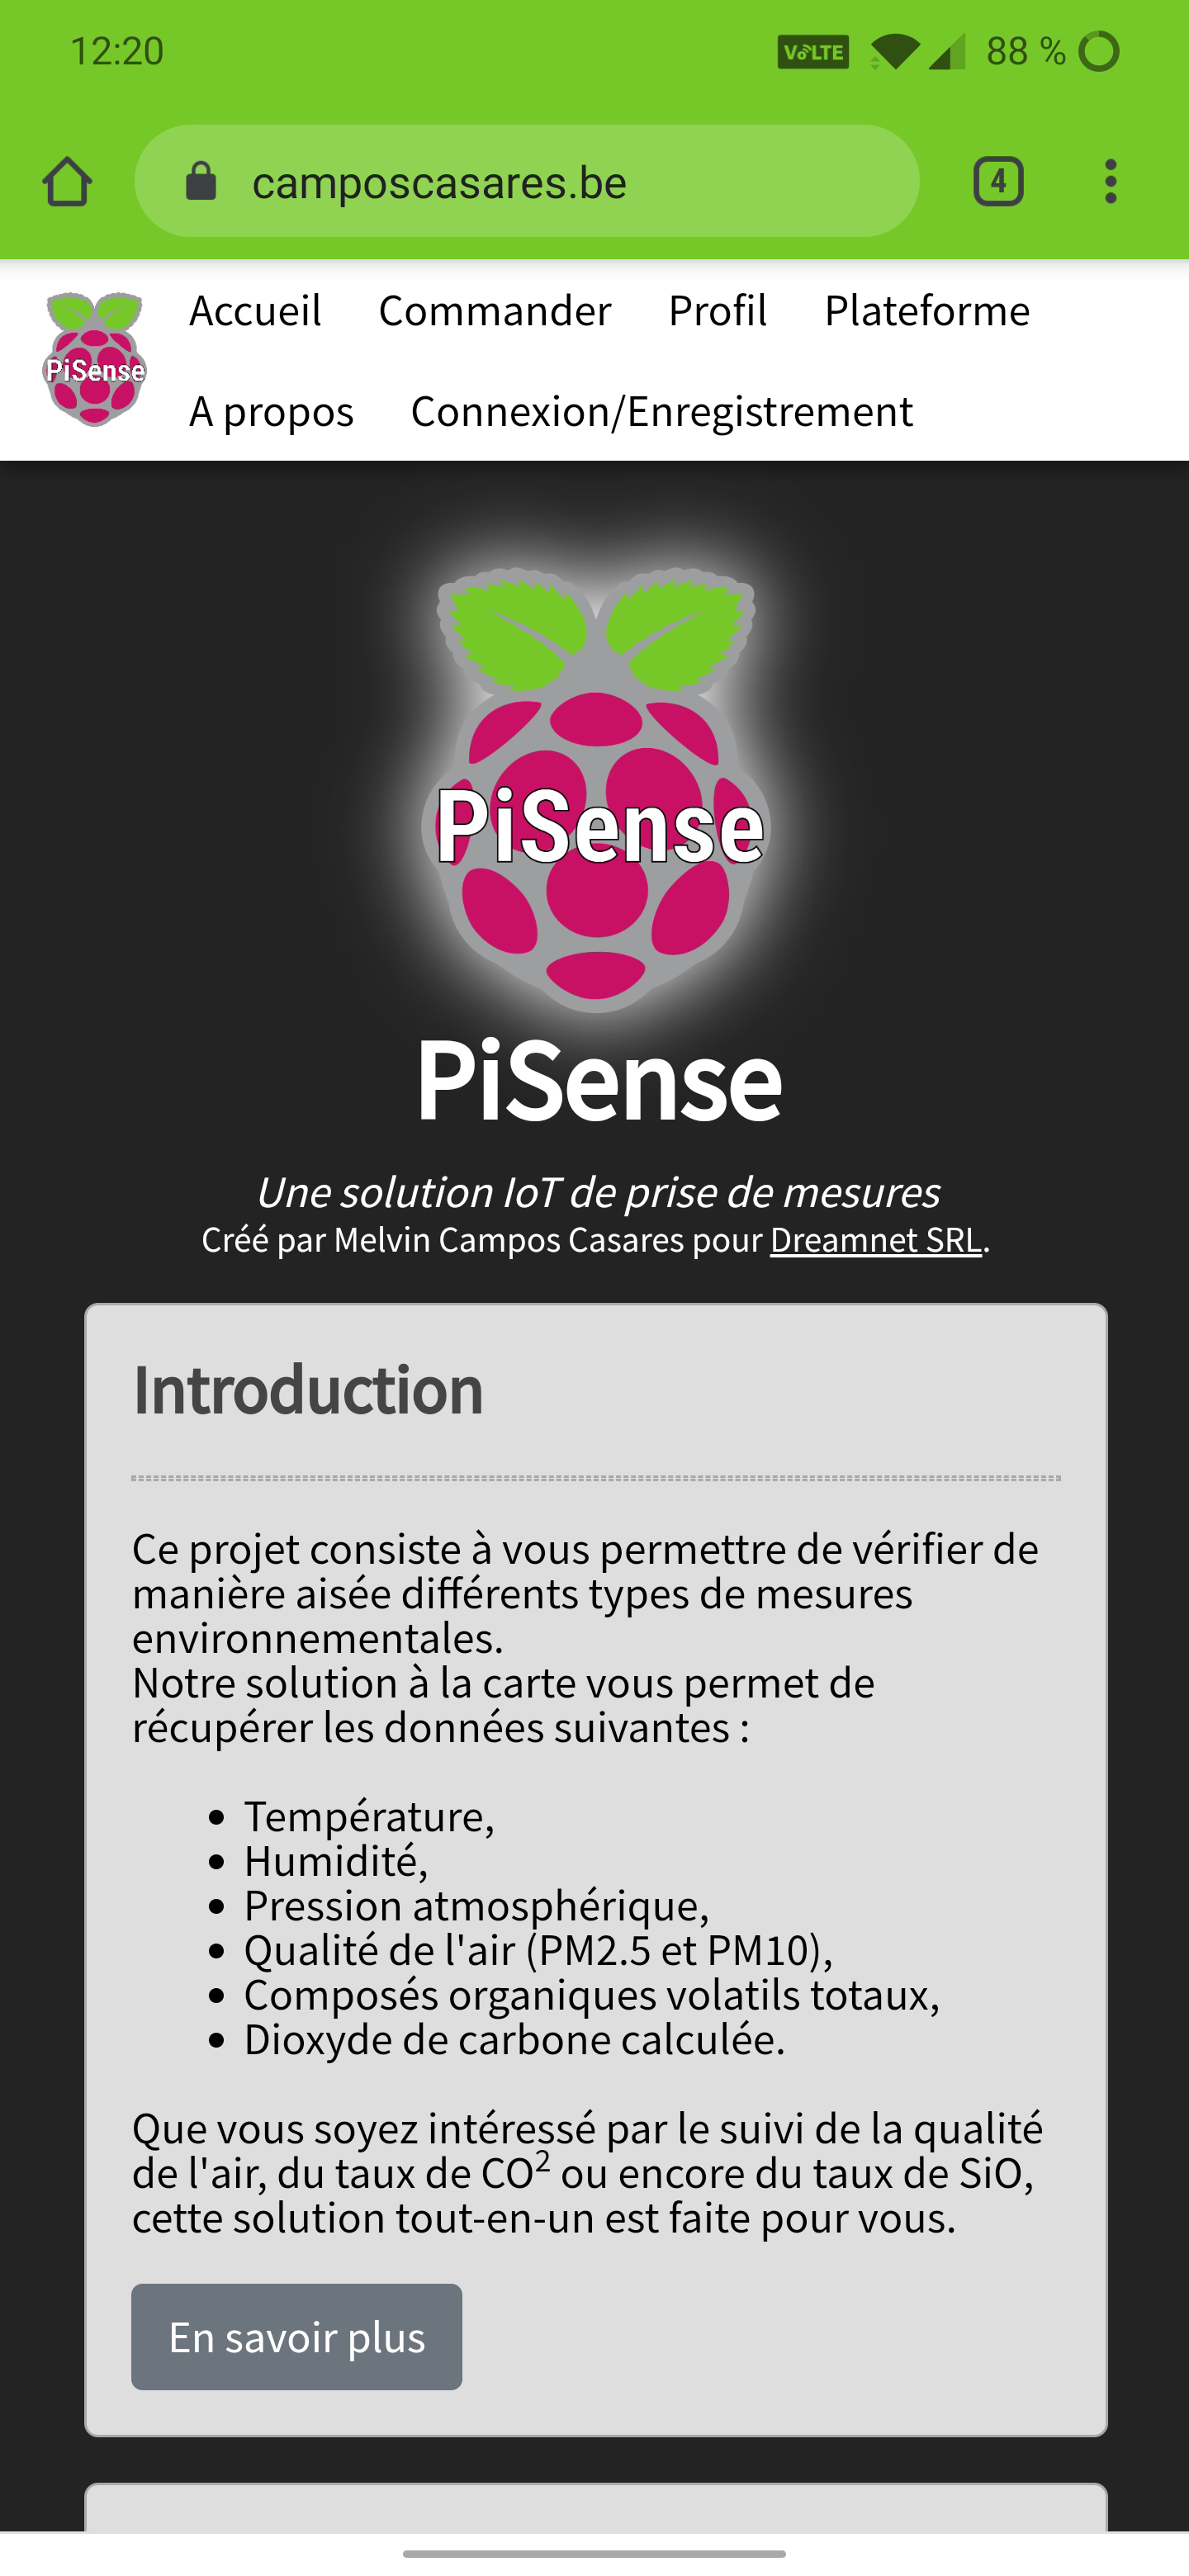 12:20
VoLTE
88 %
camposcasares.be
4
PiSense
Accueil Commander Profil Plateforme
A propos Connexion/Enregistrement
PiSense
PiSense
Une solution IoT de prise de mesures
Créé par Melvin Campos Casares pour Dreamnet SRL.
Introduction
Ce projet consiste à vous permettre de vérifier de
manière aisée différents types de mesures
environnementales.
Notre solution à la carte vous permet de
récupérer les données suivantes :
• Température,
• Humidité,
• Pression atmosphérique,
• Qualité de l'air (PM2.5 et PM10),
• Composés organiques volatils totaux,
• Dioxyde de carbone calculée.
Que vous soyez intéressé par le suivi de la qualité
de l'air, du taux de CO² ou encore du taux de SiO,
cette solution tout-en-un est faite pour vous.
En savoir plus